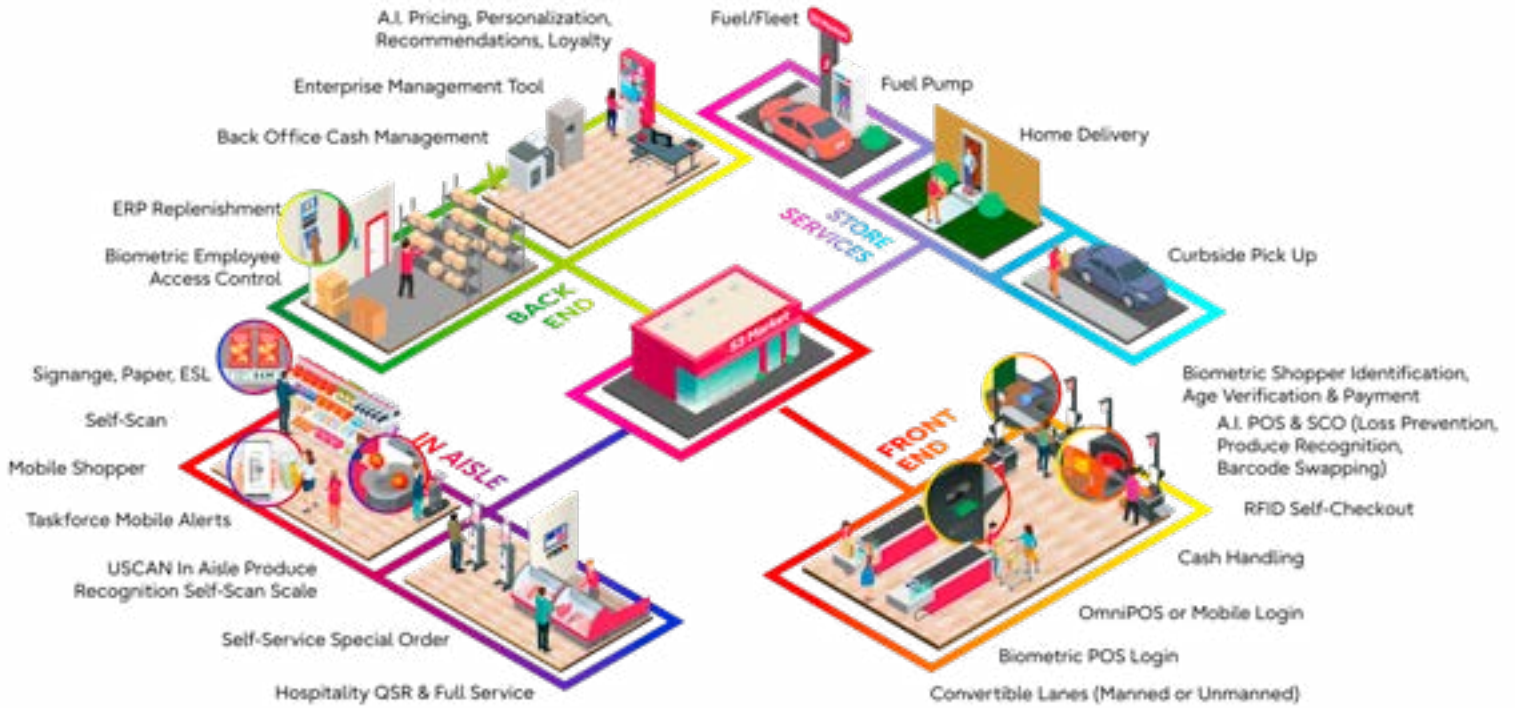 A.I. Pricing, Personalization,
Recommendations, Loyalty
Enterprise Management Tool
Back Office Cash Management
ERP Replenishment
Biometric Employee
Access Control
BACK
END
Fuel/Fleet
Fuel Pump
Home Delivery
Curbside Pick Up
STORE
SERVICES
Market
Signange, Paper, ESL
Self-Scan
Mobile Shopper
Taskforce Mobile Alerts
USCAN In Aisle Produce
Recognition Self-Scan Scale
Self-Service Special Order
Hospitality QSR & Full Service
IN AISLE
FRONT
END
Biometric Shopper Identification,
Age Verification & Payment
A.I. POS & SCO (Loss Prevention,
Produce Recognition,
Barcode Swapping)
RFID Self-Checkout
Cash Handling
OmniPOS or Mobile Login
Biometric POS Login
Convertible Lanes (Manned or Unmanned)